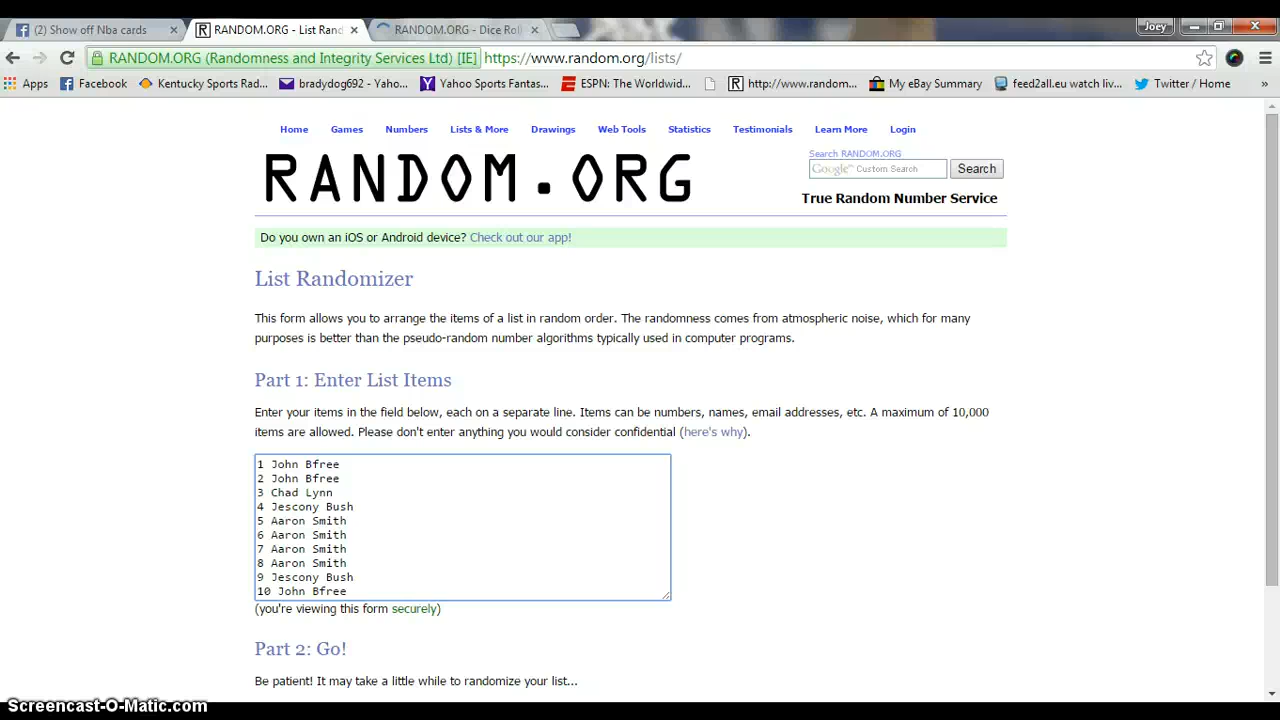 (2) Show off Nba cards
RANDOM.ORG - List Rand
RANDOM.ORG - Dice Roll
Joey
RANDOM.ORG (Randomness and Integrity Services Ltd) [IE]
https://www.random.org/lists/
Apps
Facebook
Kentucky Sports Rad...
bradydog692 - Yaho...
Yahoo Sports Fantas...
ESPN: The Worldwid...
http://www.random...
My eBay Summary
feed2all.eu watch liv...
Twitter / Home
»
Home
Games
Numbers
Lists & More
Drawings
Web Tools
Statistics
Testimonials
Learn More
Login
RANDOM.ORG
Search RANDOM.ORG
Google™ Custom Search
Search
True Random Number Service
Do you own an iOS or Android device? Check out our app!
List Randomizer
This form allows you to arrange the items of a list in random order. The randomness comes from atmospheric noise, which for many
purposes is better than the pseudo-random number algorithms typically used in computer programs.
Part 1: Enter List Items
Enter your items in the field below, each on a separate line. Items can be numbers, names, email addresses, etc. A maximum of 10,000
items are allowed. Please don't enter anything you would consider confidential (here's why).
1 John Bfree
2 John Bfree
3 Chad Lynn
4 Jescony Bush
5 Aaron Smith
6 Aaron Smith
7 Aaron Smith
8 Aaron Smith
9 Jescony Bush
10 John Bfree
(you're viewing this form securely)
Part 2: Go!
Be patient! It may take a little while to randomize your list...
Screencast-O-Matic.com